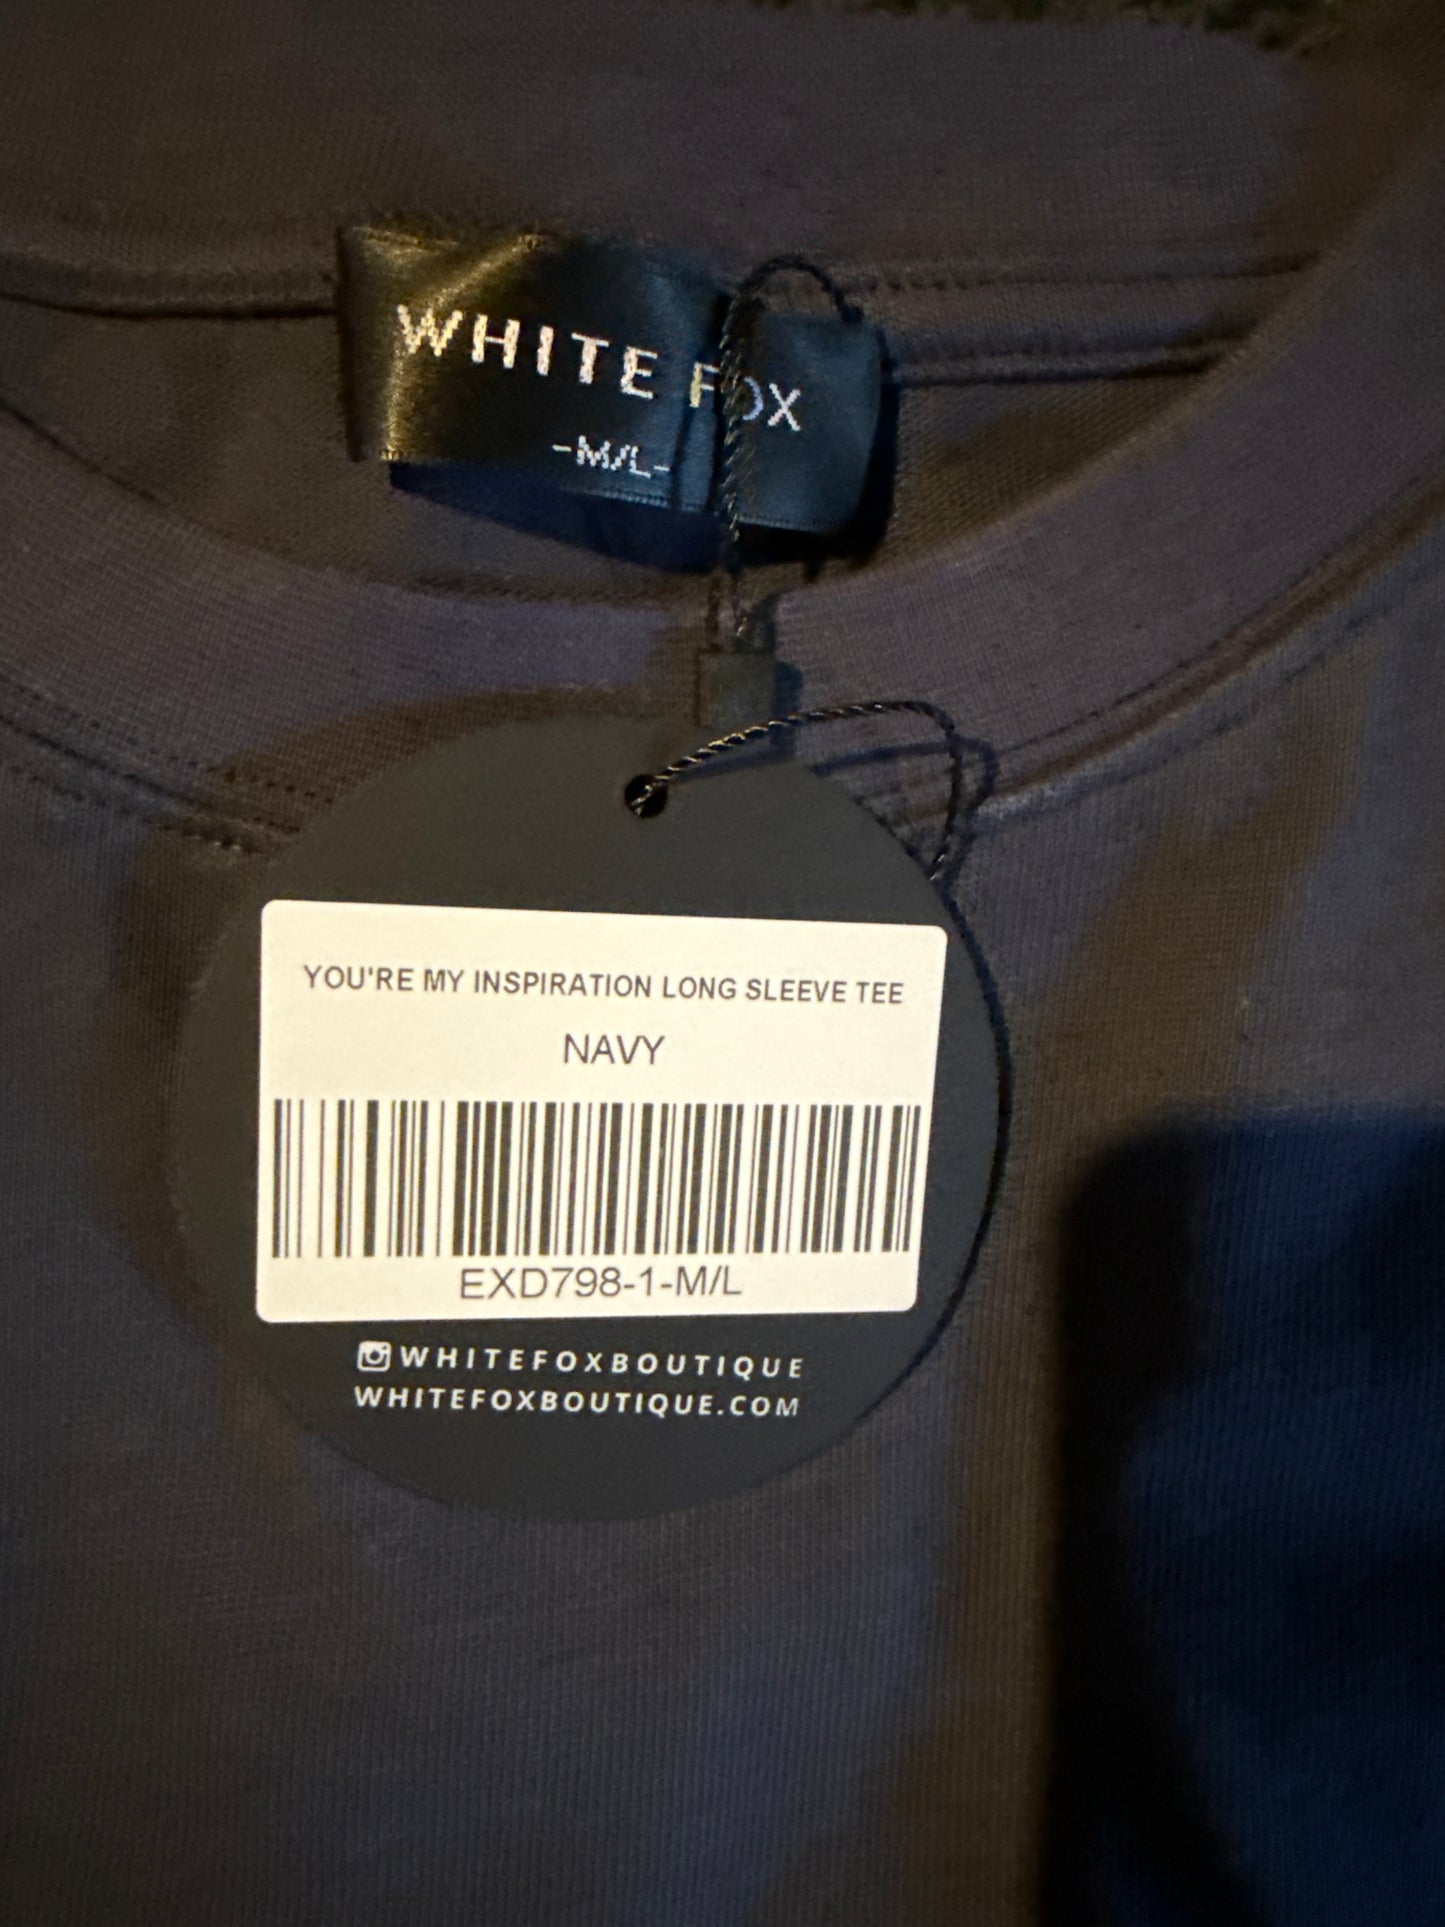 WHITE FOX
-M/L-
YOU'RE MY INSPIRATION LONG SLEEVE TEE
NAVY
EXD798-1-M/L
WHITEFOXBOUTIQUE
WHITEFOXBOUTIQUE.COM